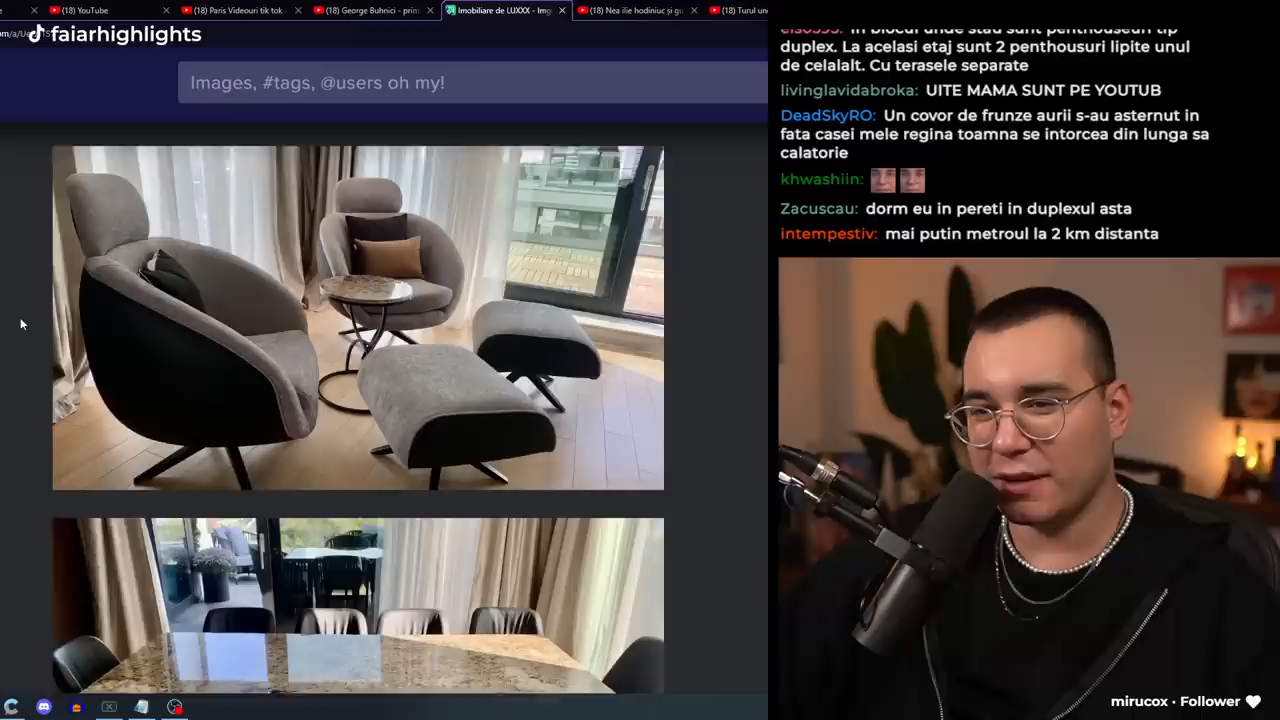 (18) YouTube
(18) Paris Videouri tik tok
(18) George Buhnici - prim
Imobiliare de LUXXX - Img
(18) Nea ilie hodiniuc și gu
(18) Turul un
faiarhighlights
Images, #tags, @users oh my!
in blocul unde stau sunt penthouseuri tip
duplex. La acelasi etaj sunt 2 penthousuri lipite unul
de celalalt. Cu terasele separate
livinglavidabroka: UITE MAMA SUNT PE YOUTUB
DeadSkyRO: Un covor de frunze aurii s-au asternut in
fata casei mele regina toamna se intorcea din lunga sa
calatorie
khwashiin:
Zacuscau: dorm eu in pereti in duplexul asta
intempestiv: mai putin metroul la 2 km distanta
mirucox · Follower